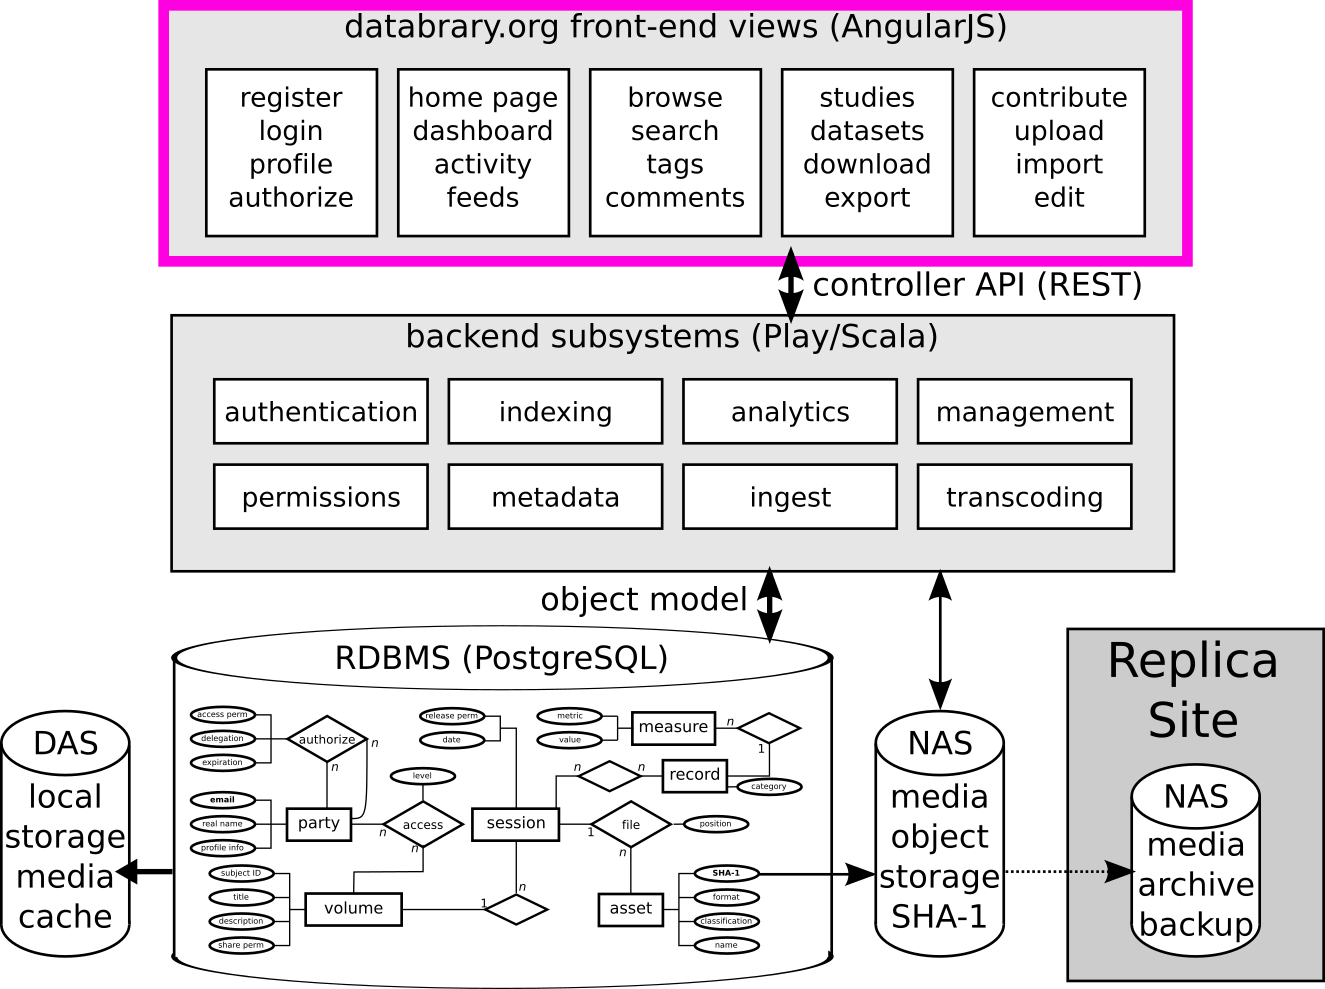 databrary.org front-end views (AngularJS)
register
login
profile
authorize
home page
dashboard
activity
feeds
browse
search
tags
comments
studies
datasets
download
export
contribute
upload
import
edit
controller API (REST)
backend subsystems (Play/Scala)
authentication
indexing
analytics
management
permissions
metadata
ingest
transcoding
object model
RDBMS (PostgreSQL)
access perm
delegation
expiration
authorize
n
n
email
real name
profile info
party
n
access
n
level
release perm
date
session
metric
value
measure
n
1
n
n
record
category
1
file
n
position
subject ID
title
description
share perm
volume
1
n
asset
SHA-1
format
classification
name
DAS
local
storage
media
cache
NAS
media
object
storage
SHA-1
Replica
Site
NAS
media
archive
backup